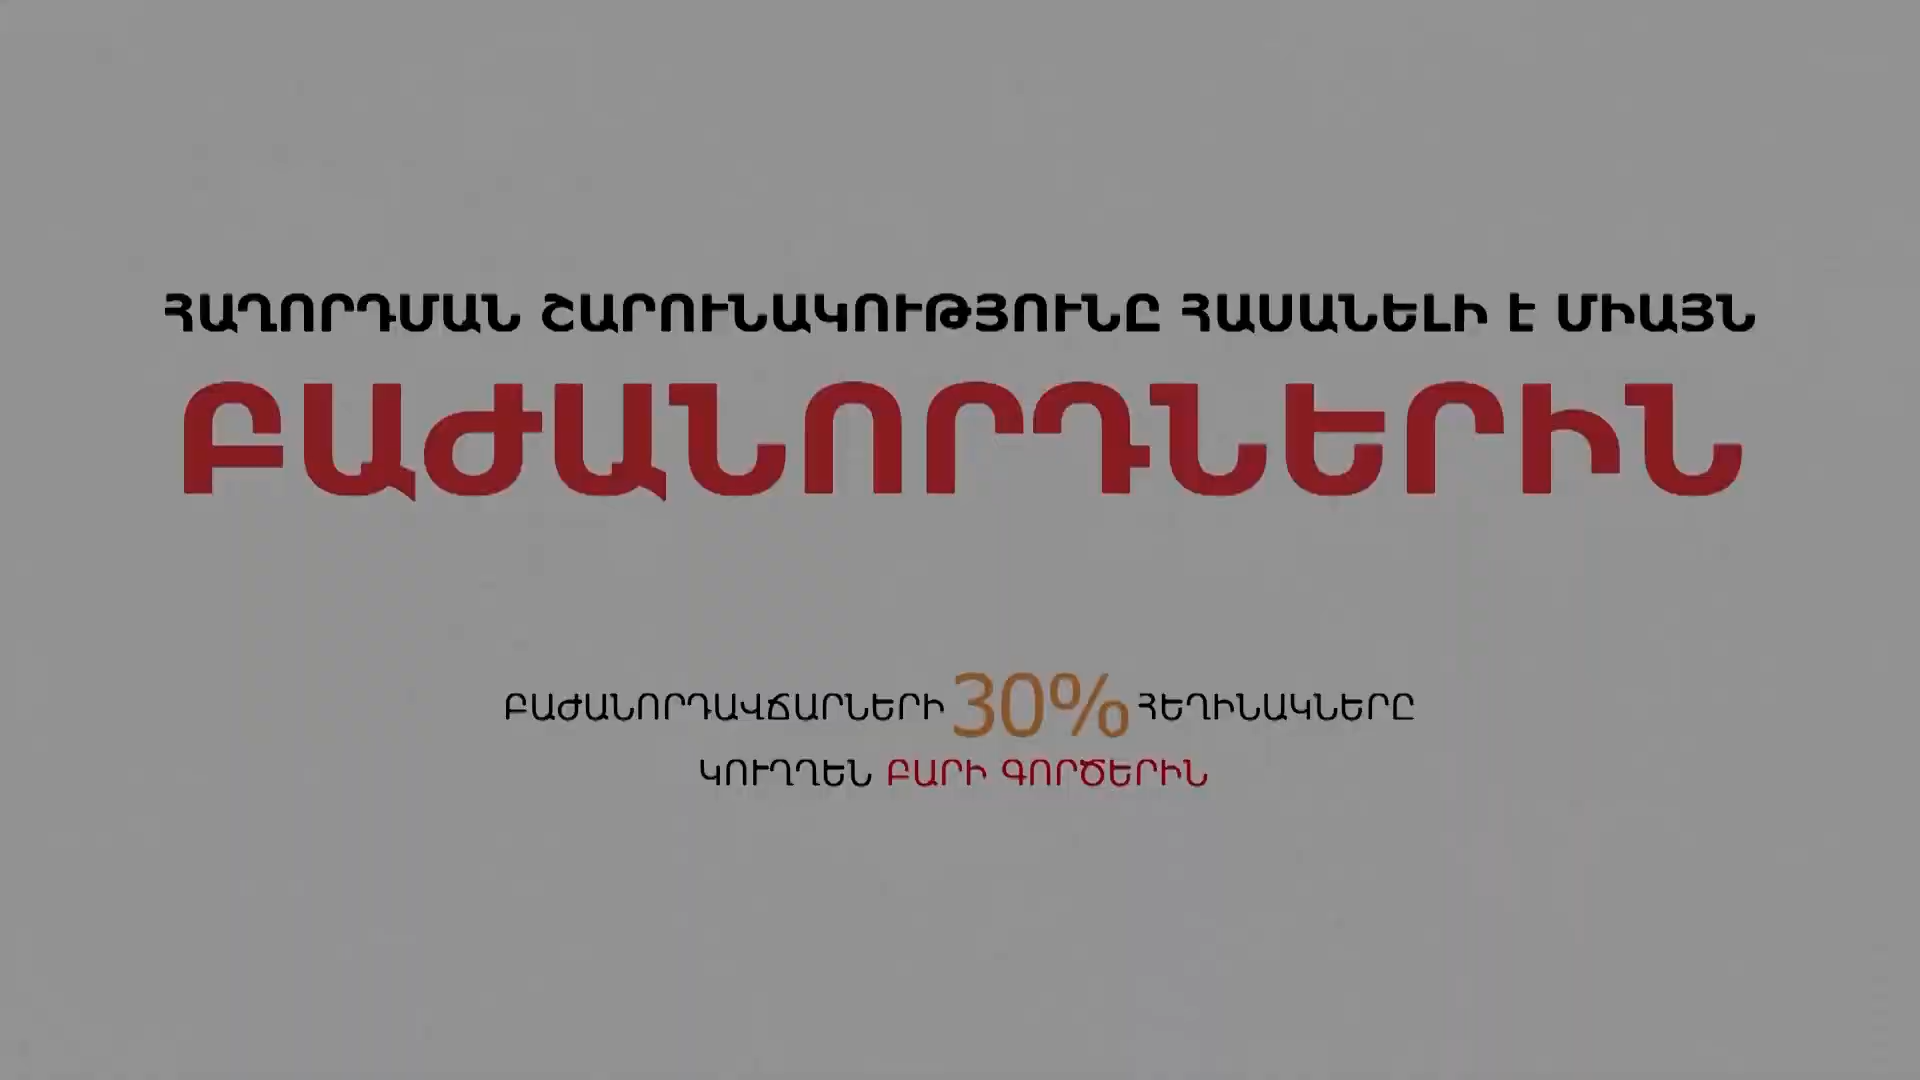 ՀԱՂՈՐԴՄԱՆ ՇԱՐՈՒՆԱԿՈՒԹՅՈՒՆԸ ՀԱՍԱՆԵԼԻ Է ՄԻԱՅՆ
ԲԱԺԱՆՈՐԴՆԵՐԻՆ
ԲԱԺԱՆՈՐԴԱՎՃԱՐՆԵՐԻ 30% ՀԵՂԻՆԱԿՆԵՐԸ
ԿՈՒՂՂԵՆ ԲԱՐԻ ԳՈՐԾԵՐԻՆ